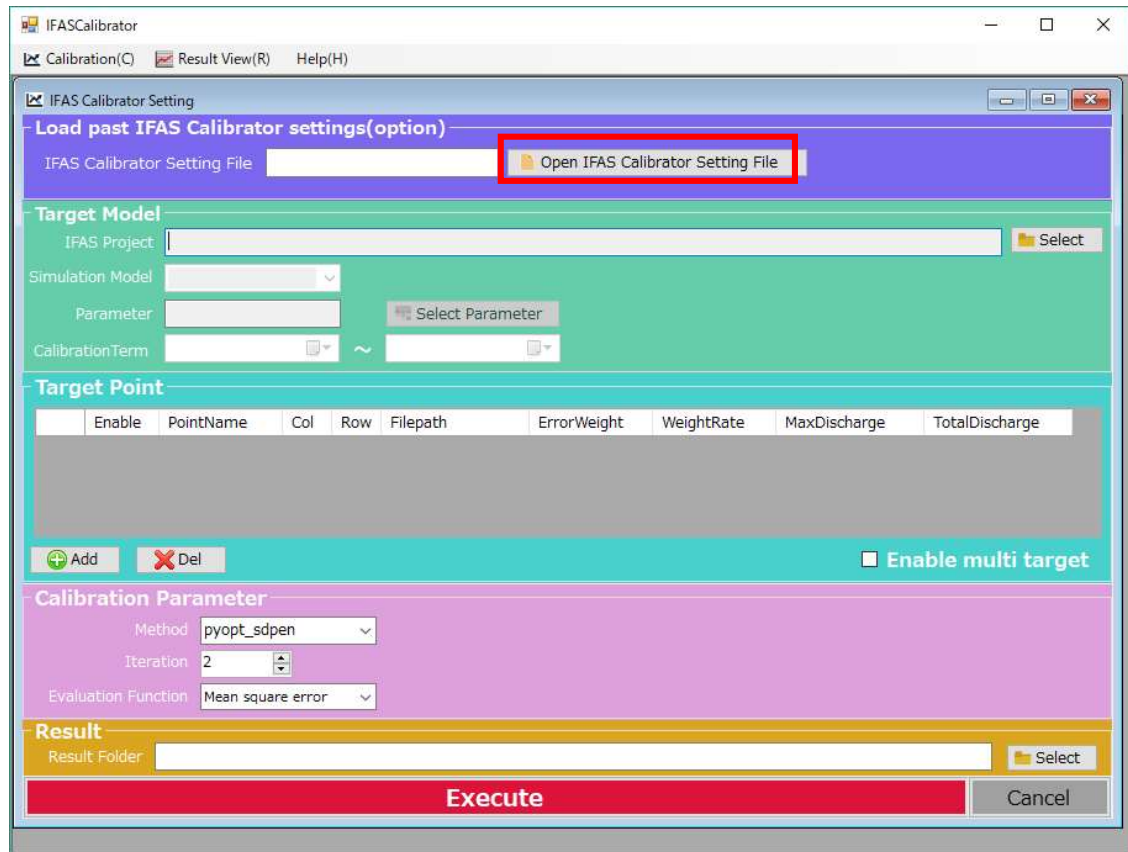 IFASCalibrator
Calibration(C) Result View(R) Help(H)
IFAS Calibrator Setting
Load past IFAS Calibrator settings(option)
IFAS Calibrator Setting File Open IFAS Calibrator Setting File
Target Model
IFAS Project Select
Simulation Model
Parameter Select Parameter
CalibrationTerm ~
Target Point
Enable PointName Col Row Filepath ErrorWeight WeightRate MaxDischarge TotalDischarge
Add Del Enable multi target
Calibration Parameter
Method pyopt_sdpen
Iteration 2
Evaluation Function Mean square error
Result
Result Folder Select
Execute Cancel